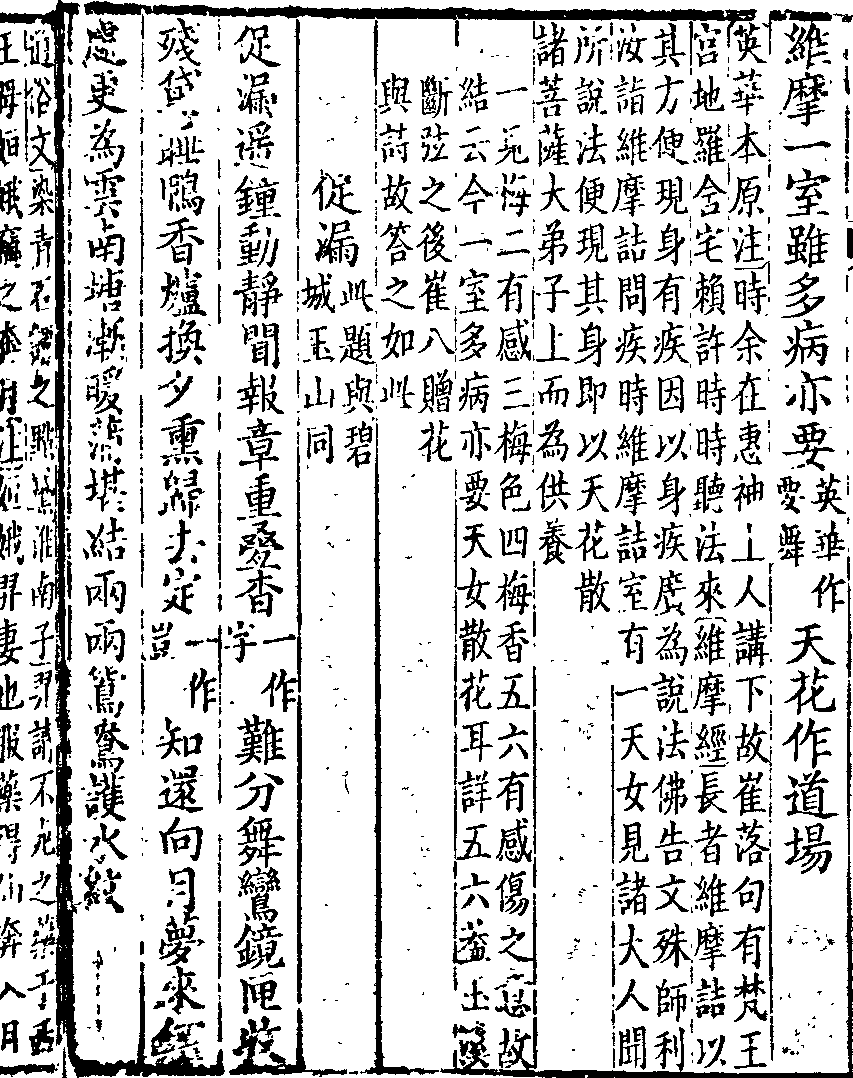 維摩一室雖多病亦要英華作要舞天花作道場
英華本原注時余在惠神上人講下故崔落句有梵王
宮地羅含宅賴許時時聽法來維摩經長者維摩詰以
其方便現身有疾因以身疾廣為說法佛告文殊師利
汝詣維摩詰問疾時維摩詰室有一天女見諸大人聞
所說法便現其身即以天花散
諸菩薩大弟子上而為供養
一見梅二有感三梅色四梅香五六有感傷之意故
結云今一室多病亦要天女散花耳詳五六蓋
斷弦之後崔八贈花
與詩故答之如此
促漏此題與碧城玉山同
促漏遙鐘動靜聞報章重疊杳一作字難分舞鸞鏡匣收
殘黛睡鴨香爐換夕熏歸去定一作豈知還向月夢來
處更為雲南塘漸暖蒲堪結兩兩鴛鴦護水紋
通俗文染青石謂之點黛淮南子羿請不死之藥于西
王母姮娥竊之奔月注姮娥羿妻也服藥得仙奔入月